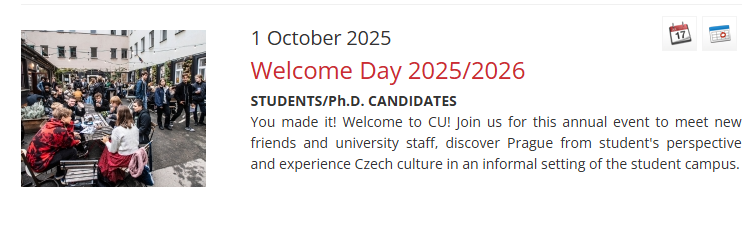 17
1 October 2025
Welcome Day 2025/2026
STUDENTS/Ph.D. CANDIDATES
You made it! Welcome to CU! Join us for this annual event to meet new
friends and university staff, discover Prague from student's perspective
and experience Czech culture in an informal setting of the student campus.